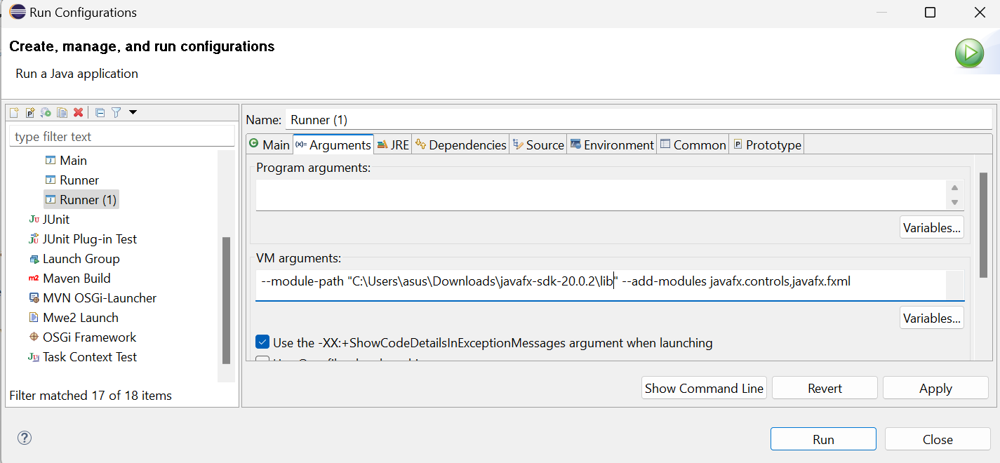 Run Configurations
Create, manage, and run configurations
Run a Java application
type filter text
Main
Runner
Runner (1)
JUnit
JUnit Plug-in Test
Launch Group
Maven Build
MVN OSGi-Launcher
Mwe2 Launch
OSGi Framework
Task Context Test
Filter matched 17 of 18 items
Name: Runner (1)
Main Arguments JRE Dependencies Source Environment Common Prototype
Program arguments:
Variables...
VM arguments:
--module-path "C:\Users\asus\Downloads\javafx-sdk-20.0.2\lib" --add-modules javafx.controls,javafx.fxml
Variables...
Use the -XX:+ShowCodeDetailsInExceptionMessages argument when launching
Show Command Line Revert Apply
Run Close